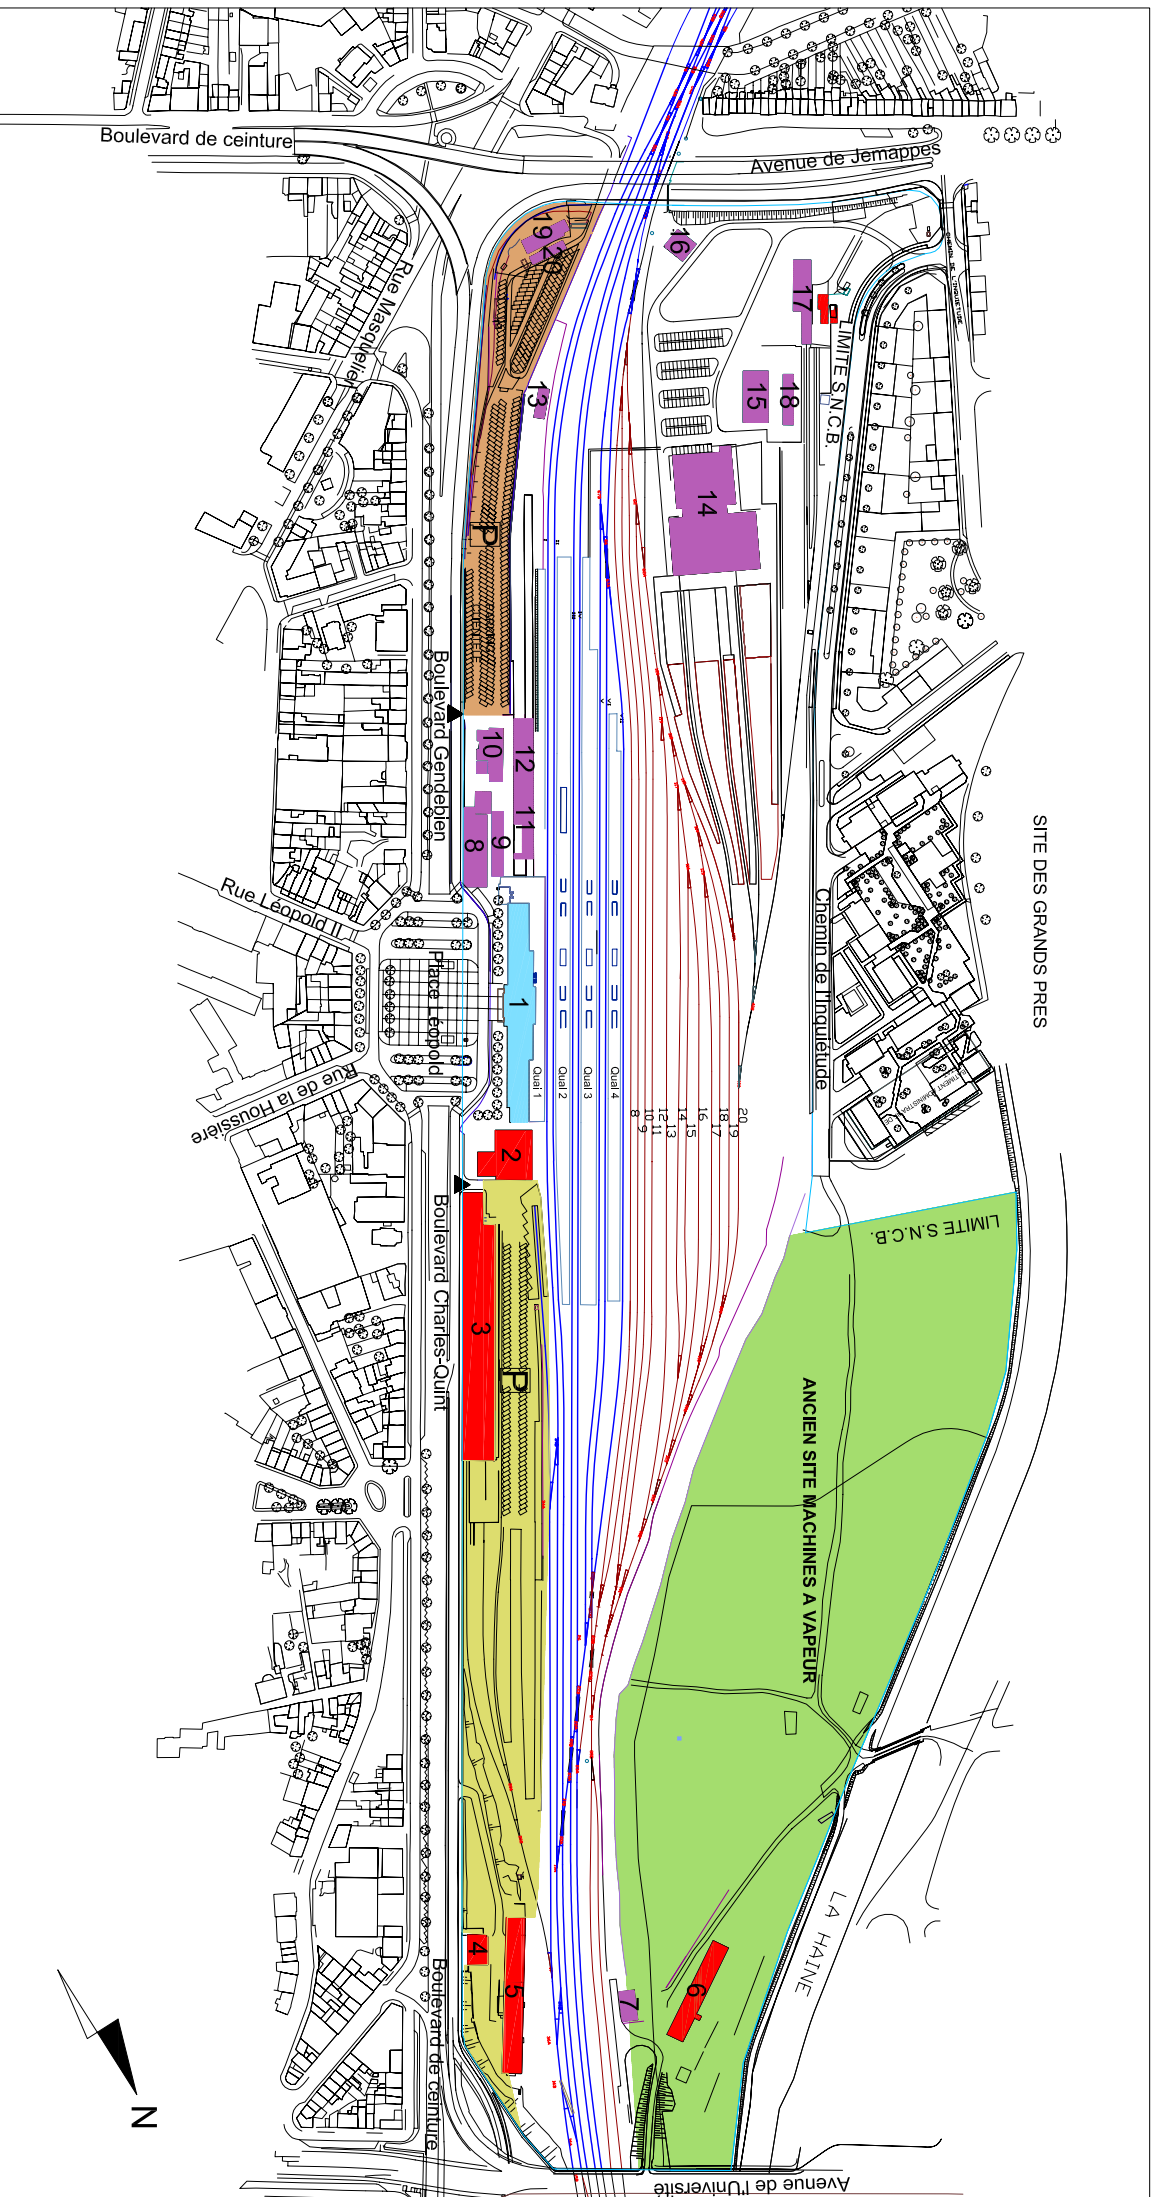 Boulevard de ceinture
Avenue de Jemappes
Rue Masquelier
CHEMIN DE L'INQUIETUDE
LIMITE S.N.C.B.
19
20
16
17
13
15
18
14
P
Boulevard Gendebien
10
12
11
8
9
SITE DES GRANDS PRES
Rue Léopold II
Place Léopold
1
Chemin de l'Inquiétude
Quai 1
Quai 2
Quai 3
Quai 4
Rue de la Houssière
8
9
10
11
12
13
14
15
16
17
18
19
20
2
LIMITE S.N.C.B.
Boulevard Charles-Quint
3
P
ANCIEN SITE MACHINES A VAPEUR
LA HAINE
4
5
6
7
Boulevard de ceinture
N
Avenue de l'Université